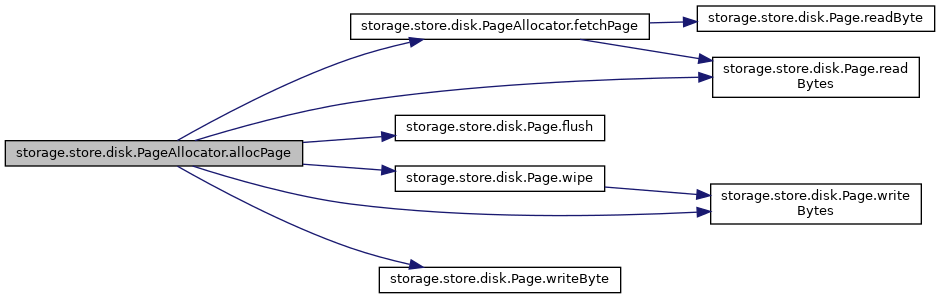 storage.store.disk.PageAllocator.allocPage
storage.store.disk.PageAllocator.fetchPage
storage.store.disk.Page.readByte
storage.store.disk.Page.read
Bytes
storage.store.disk.Page.flush
storage.store.disk.Page.wipe
storage.store.disk.Page.write
Bytes
storage.store.disk.Page.writeByte